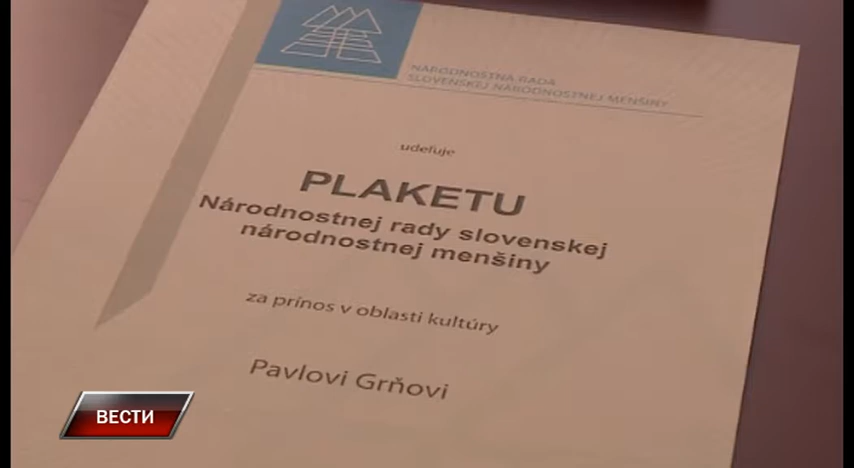 NÁRODNOSTNÁ RADA
SLOVENSKEJ NÁRODNOSTNEJ MENŠINY
udeľuje
PLAKETU
Národnostnej rady slovenskej
národnostnej menšiny
za prínos v oblasti kultúry
Pavlovi Grňovi
ВЕСТИ